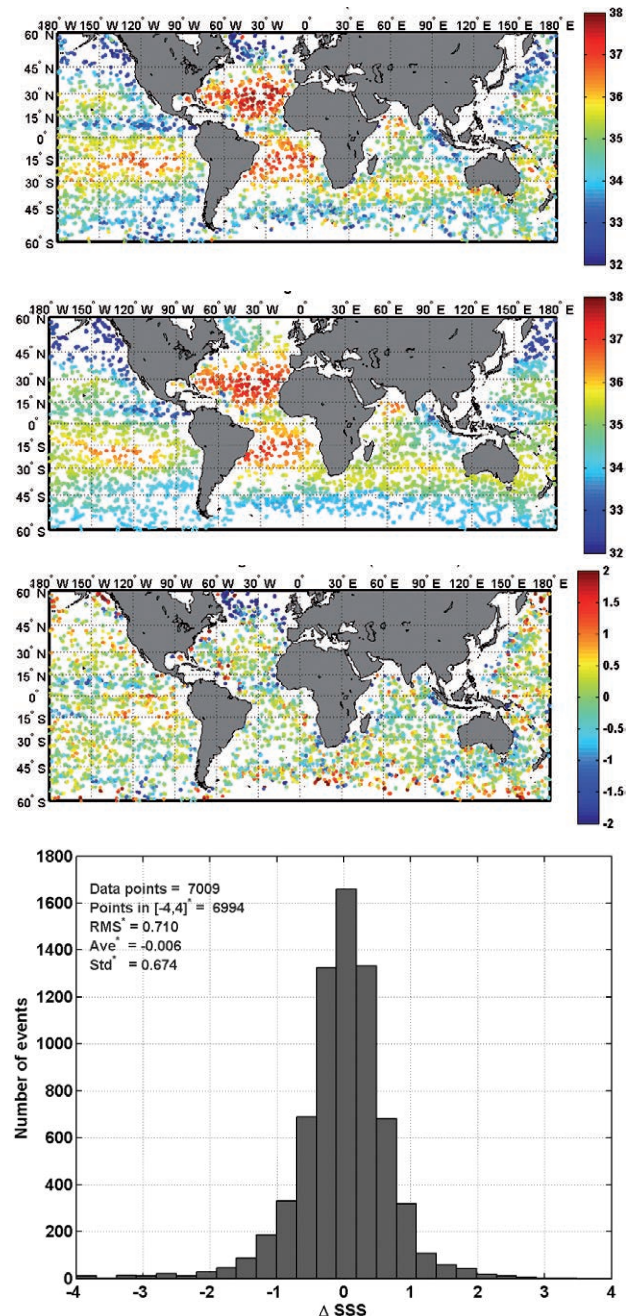 180° W 150° W 120° W 90° W 60° W 30° W 0° 30° E 60° E 90° E 120° E 150° E 180° E
60° N
45° N
30° N
15° N
0°
15° S
30° S
45° S
60° S
38
37
36
35
34
33
32
180° W 150° W 120° W 90° W 60° W 30° W 0° 30° E 60° E 90° E 120° E 150° E 180° E
60° N
45° N
30° N
15° N
0°
15° S
30° S
45° S
60° S
38
37
36
35
34
33
32
180° W 150° W 120° W 90° W 60° W 30° W 0° 30° E 60° E 90° E 120° E 150° E 180° E
60° N
45° N
30° N
15° N
0°
15° S
30° S
45° S
60° S
2
1.5
1
0.5
0
-0.5
-1
-1.5
-2
1800
1600
1400
1200
1000
800
600
400
200
0
Number of events
Data points = 7009
Points in [-4,4]* = 6994
RMS* = 0.710
Ave* = -0.006
Std* = 0.674
-4 -3 -2 -1 0 1 2 3 4
Δ SSS